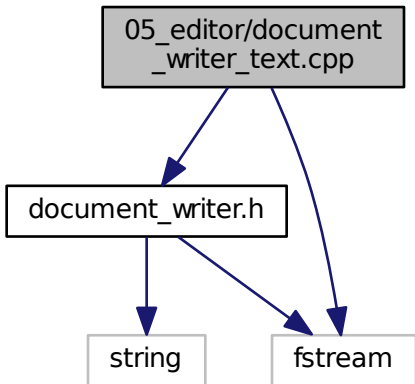 05_editor/document
_writer_text.cpp
document_writer.h
string
fstream